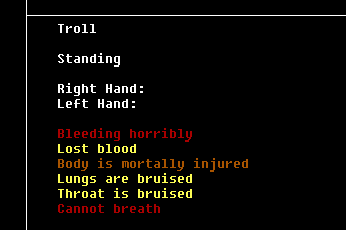 Troll
Standing
Right Hand:
Left Hand:
Bleeding horribly
Lost blood
Body is mortally injured
Lungs are bruised
Throat is bruised
Cannot breath